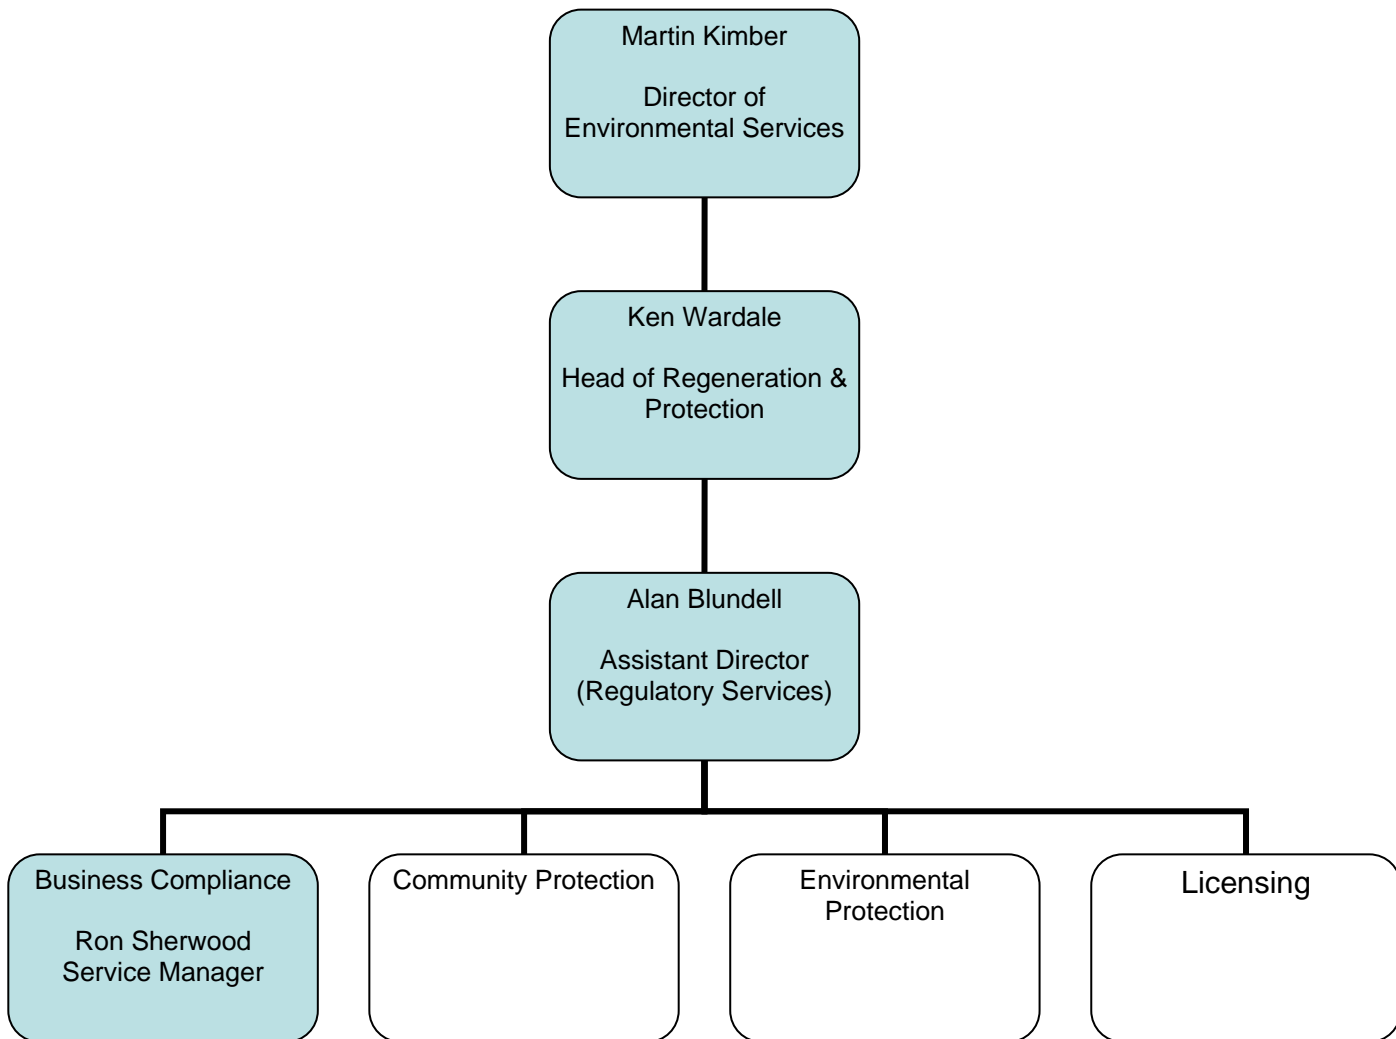 Martin Kimber
Director of
Environmental Services
Ken Wardale
Head of Regeneration &
Protection
Alan Blundell
Assistant Director
(Regulatory Services)
Business Compliance
Ron Sherwood
Service Manager
Community Protection
Environmental
Protection
Licensing